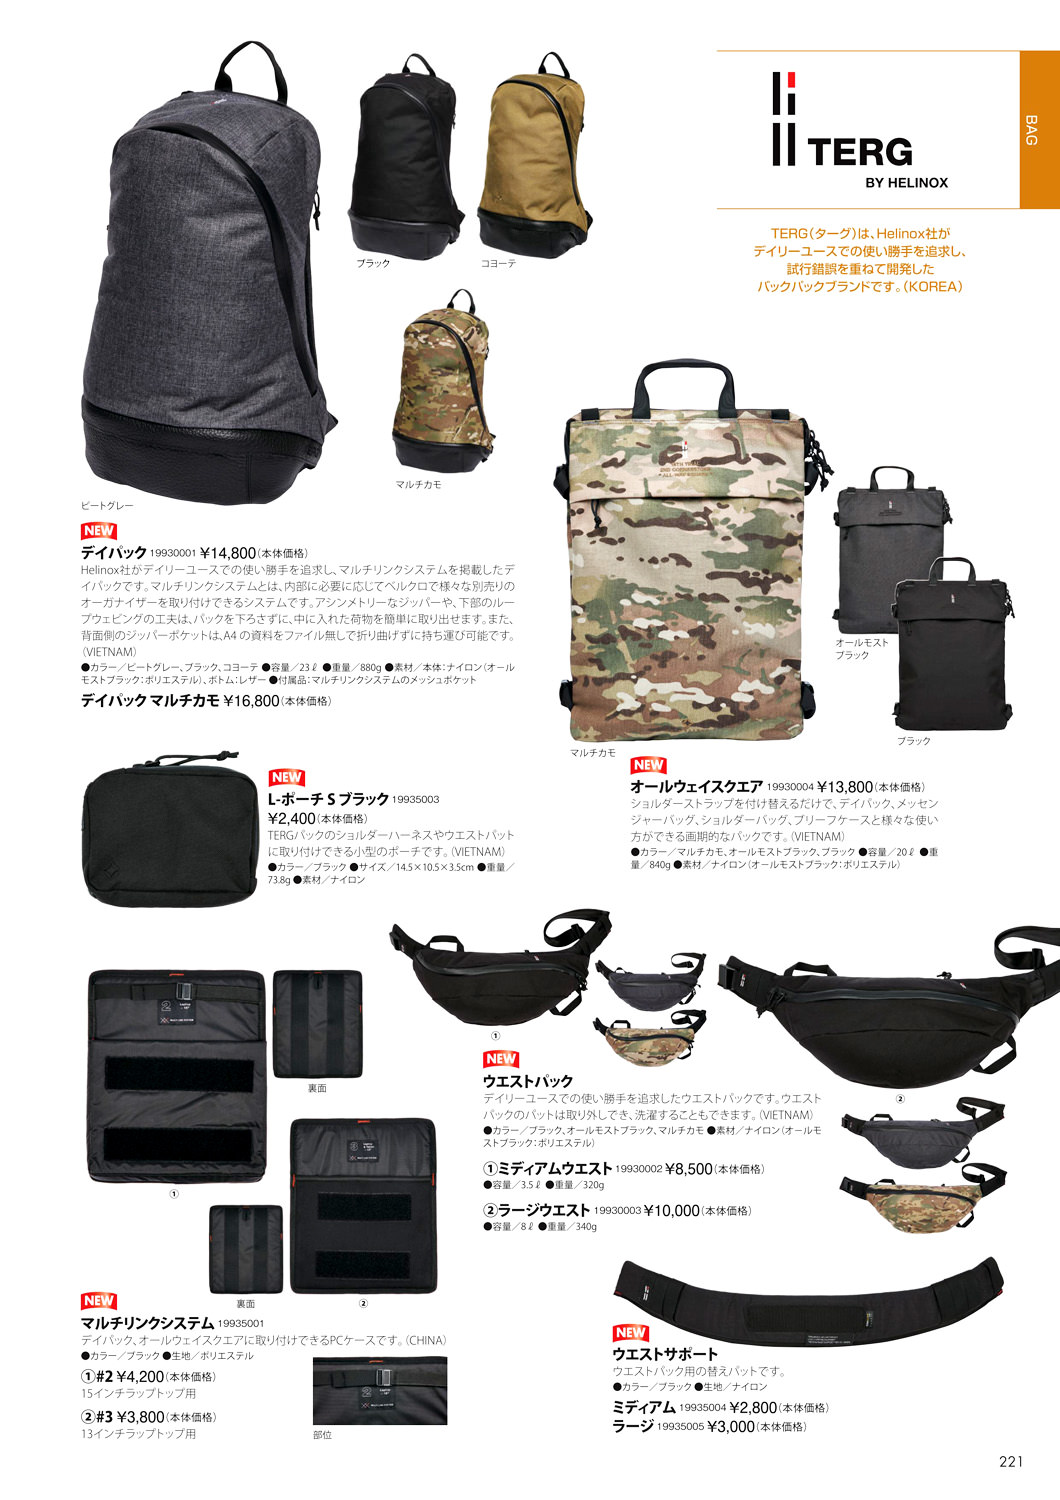 TERG
BY HELINOX
BAG
TERG(ターグ)は、Helinox社が
デイリーユースでの使い勝手を追求し、
試行錯誤を重ねて開発した
バックパックブランドです。(KOREA)
ブラック
コヨーテ
マルチカモ
ビートグレー
NEW
デイパック 19930001 ¥14,800(本体価格)
Helinox社がデイリーユースでの使い勝手を追求し、マルチリンクシステムを掲載したデ
イパックです。マルチリンクシステムとは、内部に必要に応じてベルクロで様々な別売りの
オーガナイザーを取り付けできるシステムです。アシンメトリーなジッパーや、下部のルー
プウェビングの工夫は、パックを下ろさずに、中に入れた荷物を簡単に取り出せます。また、
背面側のジッパーポケットは、A4の資料をファイル無しで折り曲げずに持ち運び可能です。
(VIETNAM)
●カラー/ビートグレー、ブラック、コヨーテ ●容量/23ℓ ●重量/880g ●素材/本体:ナイロン(オール
モストブラック:ポリエステル)、ボトム:レザー ●付属品:マルチリンクシステムのメッシュポケット
デイパック マルチカモ ¥16,800(本体価格)
オールモスト
ブラック
ブラック
マルチカモ
NEW
オールウェイスクエア 19930004 ¥13,800(本体価格)
ショルダーストラップを付け替えるだけで、デイパック、メッセン
ジャーバッグ、ショルダーバッグ、ブリーフケースと様々な使い
方ができる画期的なバックです。(VIETNAM)
●カラー/マルチカモ、オールモストブラック、ブラック ●容量/20ℓ ●重
量/840g ●素材/ナイロン(オールモストブラック:ポリエステル)
NEW
L-ポーチ S ブラック 19935003
¥2,400(本体価格)
TERGパックのショルダーハーネスやウエストパット
に取り付けできる小型のポーチです。(VIETNAM)
●カラー/ブラック ●サイズ/14.5×10.5×3.5cm ●重量/
73.8g ●素材/ナイロン
①
NEW
ウエストパック
デイリーユースでの使い勝手を追求したウエストパックです。ウエスト
パックのパットは取り外しでき、洗濯することもできます。(VIETNAM)
●カラー/ブラック、オールモストブラック、マルチカモ ●素材/ナイロン(オールモ
ストブラック:ポリエステル)
①ミディアムウエスト 19930002 ¥8,500(本体価格)
●容量/3.5ℓ ●重量/320g
②ラージウエスト 19930003 ¥10,000(本体価格)
●容量/8ℓ ●重量/340g
②
裏面
①
裏面
②
NEW
マルチリンクシステム 19935001
デイパック、オールウェイスクエアに取り付けできるPCケースです。(CHINA)
●カラー/ブラック ●生地/ポリエステル
①#2 ¥4,200(本体価格)
15インチラップトップ用
②#3 ¥3,800(本体価格)
13インチラップトップ用
部位
NEW
ウエストサポート
ウエストパック用の替えパットです。
●カラー/ブラック ●生地/ナイロン
ミディアム 19935004 ¥2,800(本体価格)
ラージ 19935005 ¥3,000(本体価格)
221